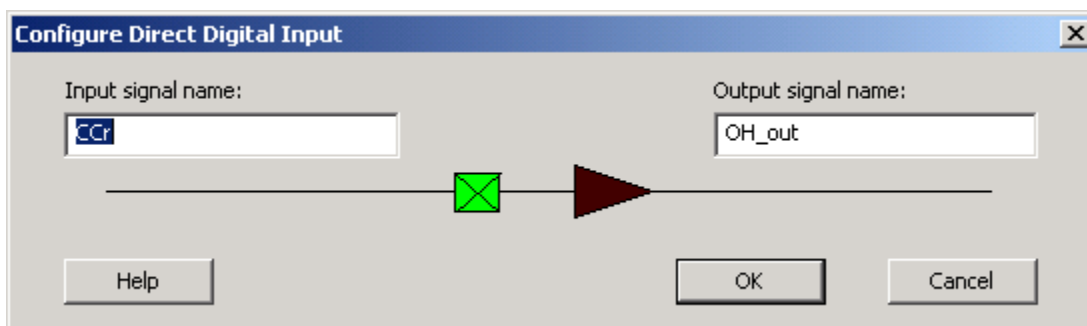 Configure Direct Digital Input
Input signal name:
Output signal name:
CCr
OH_out
Help
OK
Cancel